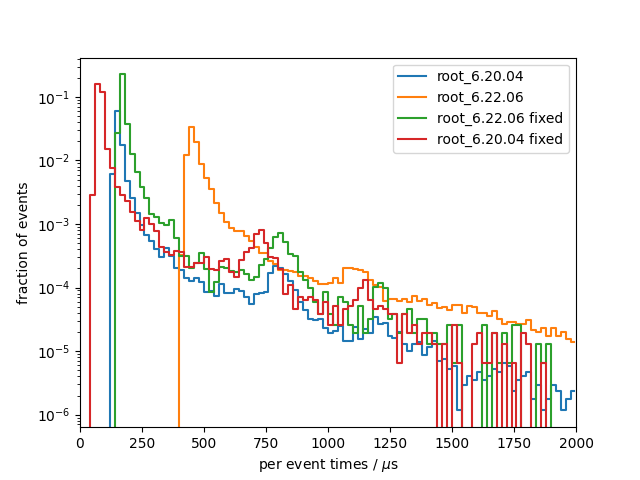 root_6.20.04
root_6.22.06
root_6.22.06 fixed
root_6.20.04 fixed
10⁻¹
10⁻²
10⁻³
10⁻⁴
10⁻⁵
10⁻⁶
fraction of events
0 250 500 750 1000 1250 1500 1750 2000
per event times / μs